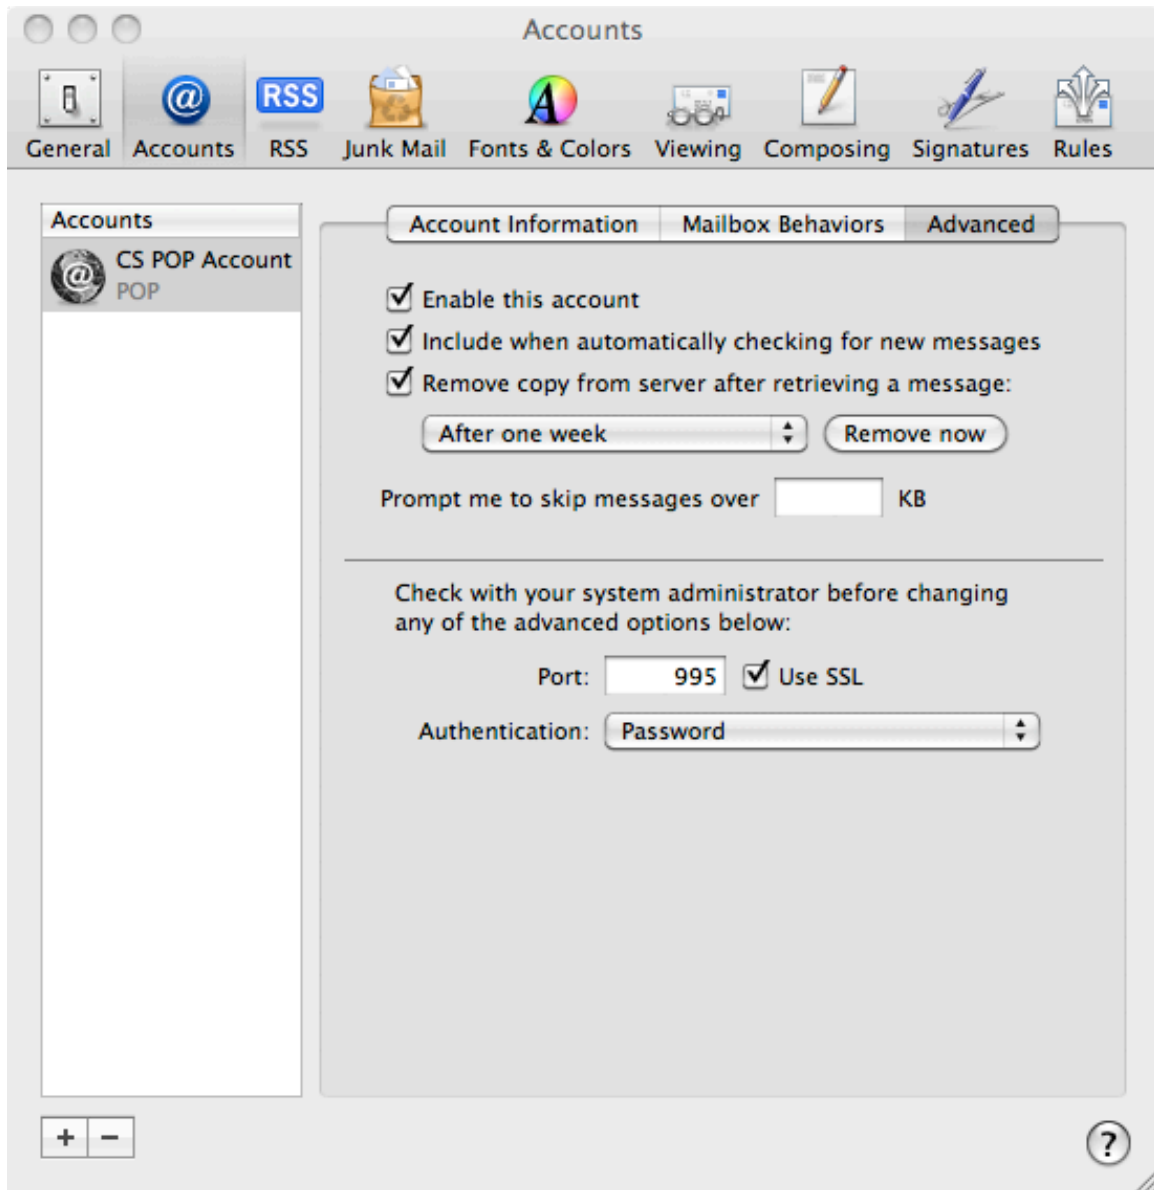 Accounts
RSS
General Accounts RSS Junk Mail Fonts & Colors Viewing Composing Signatures Rules
Accounts
CS POP Account
POP
Account Information Mailbox Behaviors Advanced
Enable this account
Include when automatically checking for new messages
Remove copy from server after retrieving a message:
After one week Remove now
Prompt me to skip messages over KB
Check with your system administrator before changing
any of the advanced options below:
Port: 995 Use SSL
Authentication: Password
+ − ?